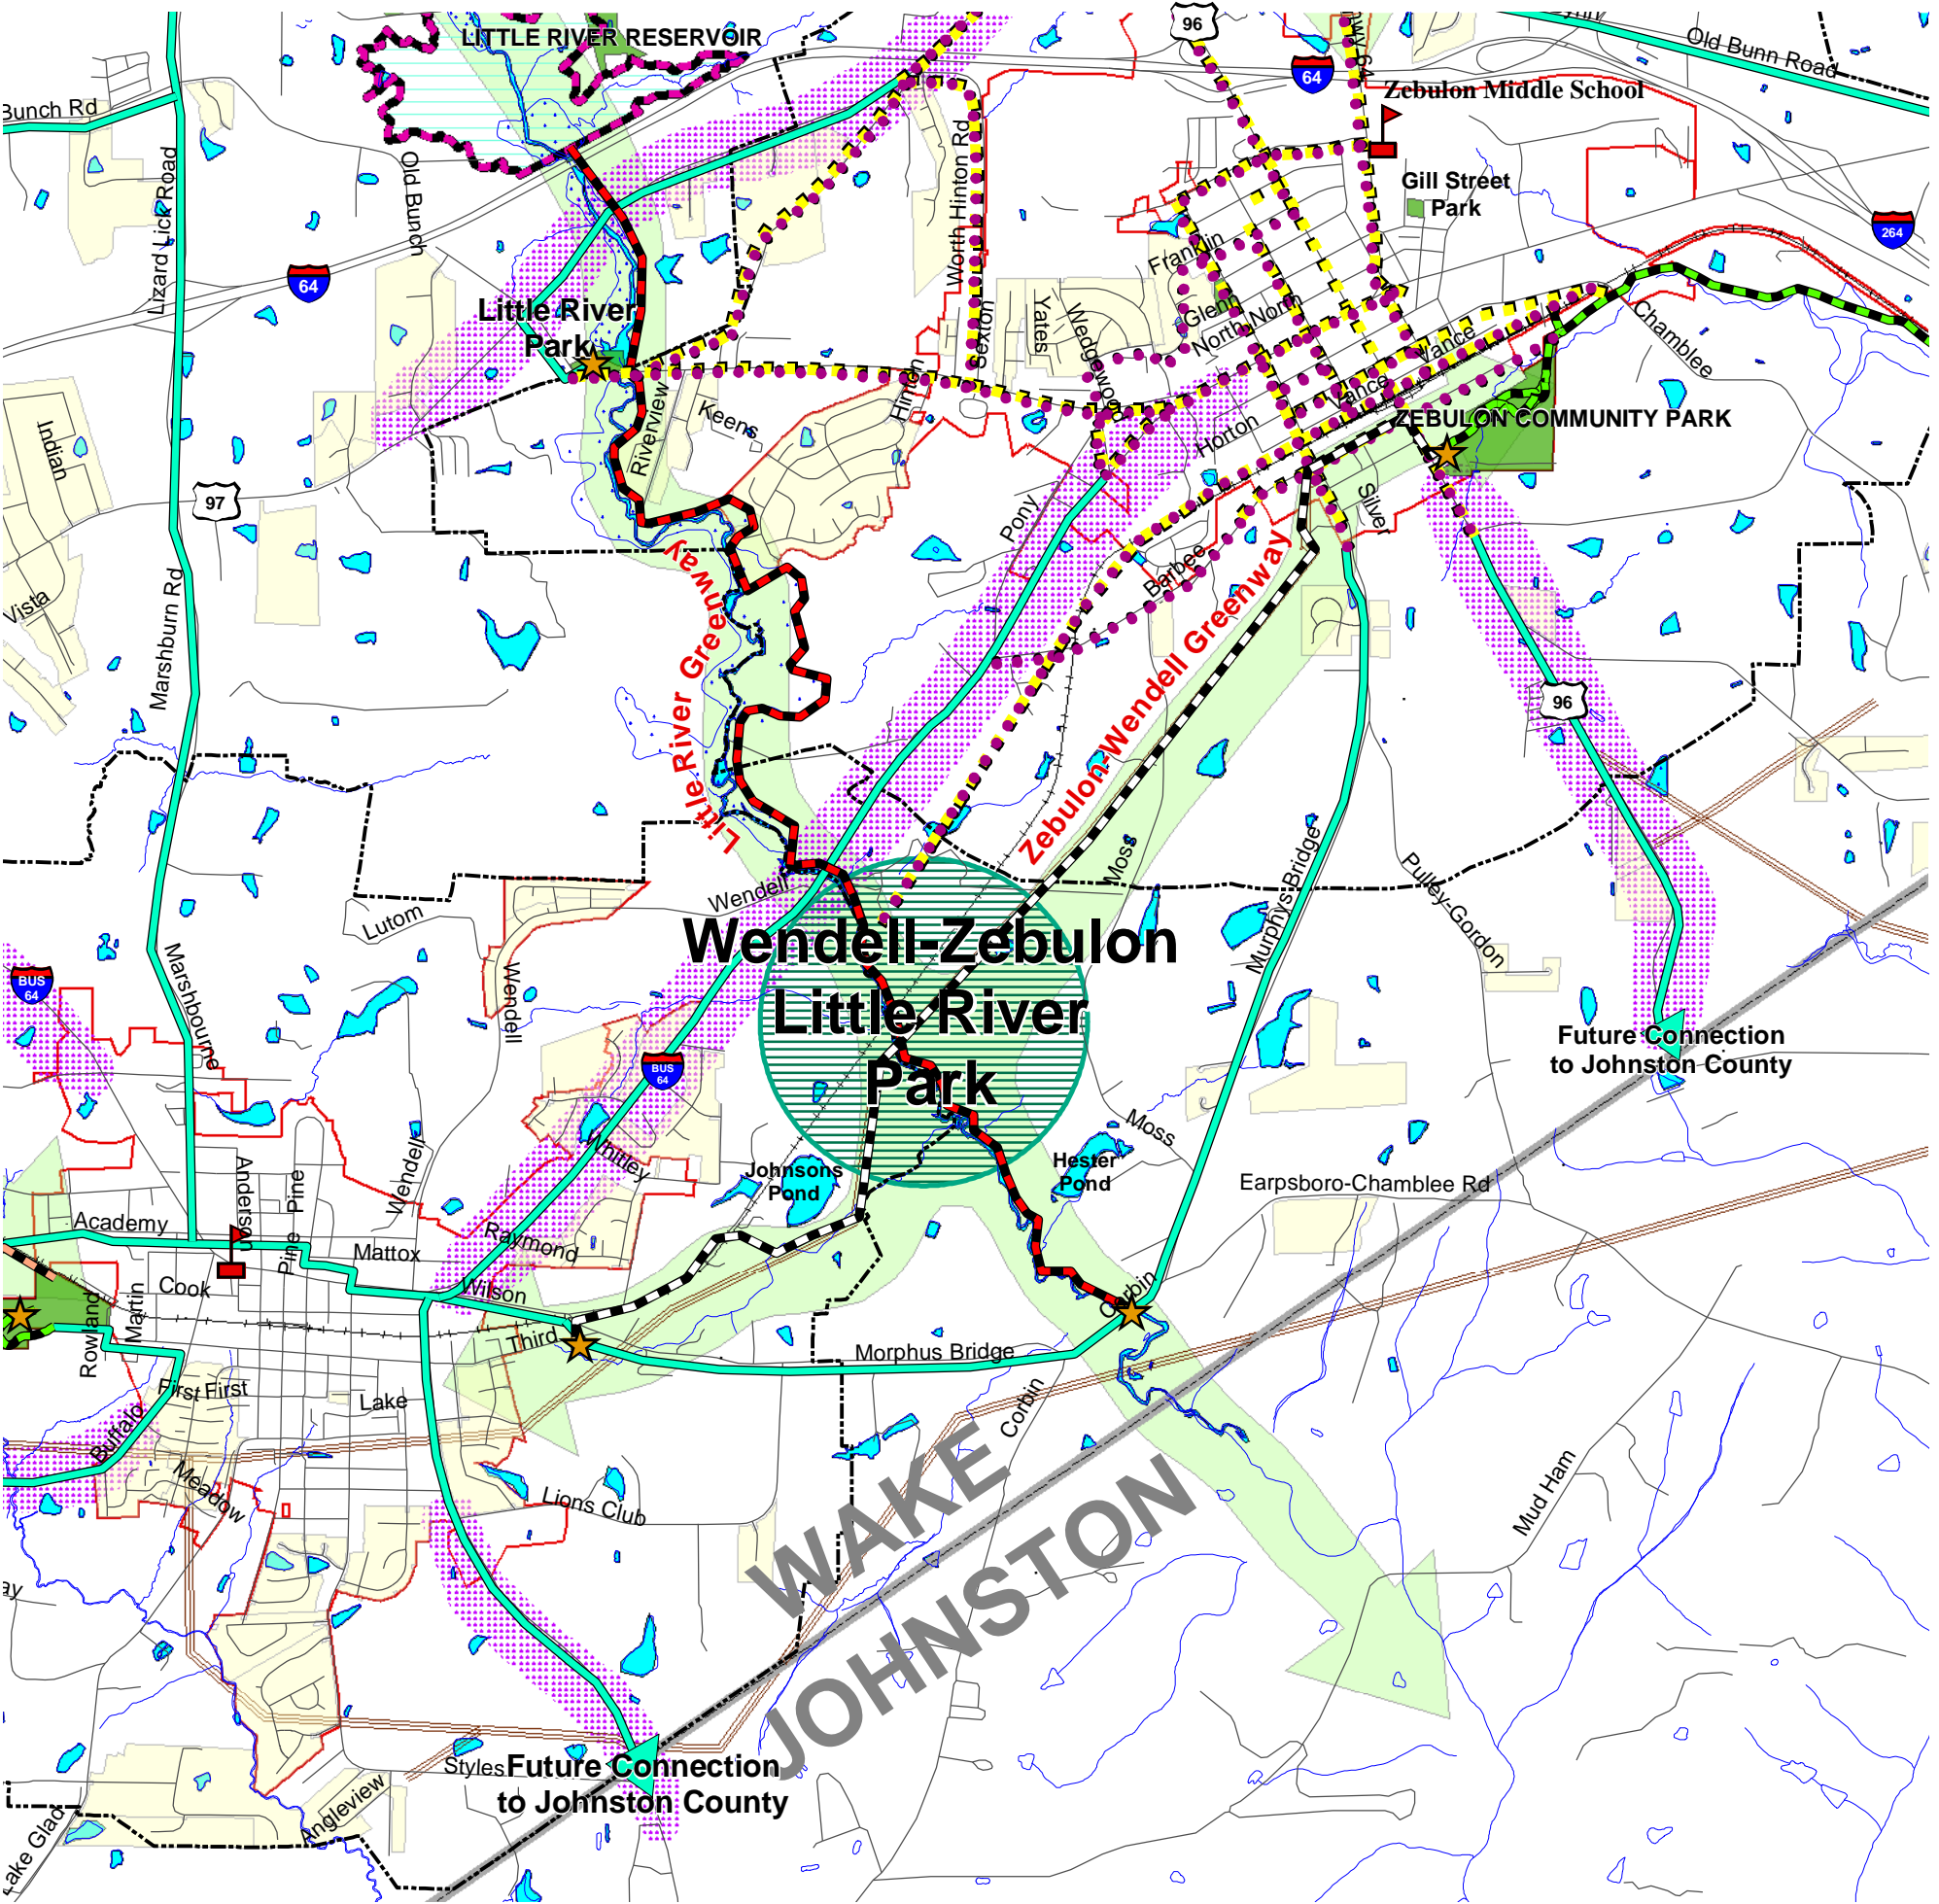 96
LITTLE RIVER RESERVOIR
Old Bunn Road
64
Zebulon Middle School
Bunch Rd
Lizard Lick Road
Old Bunch
Worth Hinton Rd
Gill Street
Park
264
Franklin
64
Little River
Park
Sexton
Yates
Wedgewood
Glenn
North North
Vance
Chamblee
Vance
Hinton
Riverview
Keens
Horton
ZEBULON COMMUNITY PARK
Indian
97
Pony
Silver
Barbee
Vista
Marshburn Rd
Little River Greenway
Zebulon-Wendell Greenway
96
Moss
Murphys Bridge
Pulley-Gordon
Wendell
Lutom
Wendell-Zebulon
Little River
Park
Wendell
Marshbourne
BUS
64
BUS
64
Future Connection
to Johnston County
Moss
Hester
Pond
Johnsons
Pond
Whitley
Wendell
Earpsboro-Chamblee Rd
Academy
Anderson
Pine
Pine
Mattox
Raymond
Cook
Wilson
Corbin
Rowland
Martin
Third
Morphus Bridge
First First
Lake
Corbin
Buffalo
Meadow
Lions Club
WAKE
JOHNSTON
Mud Ham
Styles
Future Connection
to Johnston County
Angleview
Lake Glad